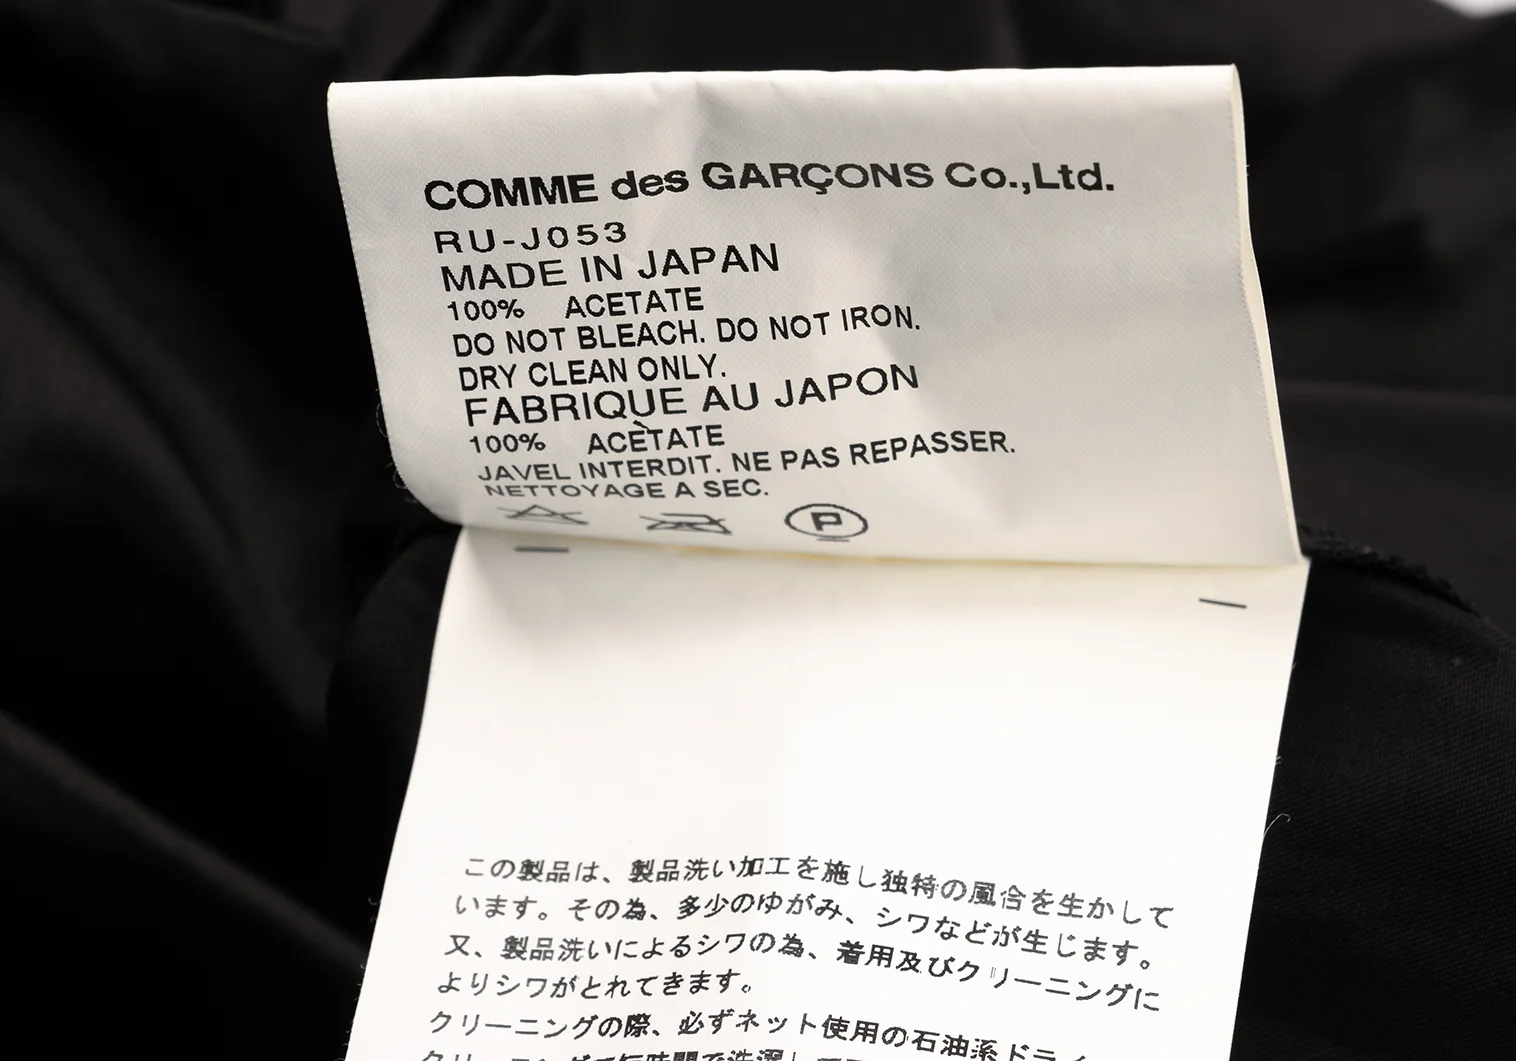 COMME des GARÇONS Co.,Ltd.
RU-J053
MADE IN JAPAN
100% ACETATE
DO NOT BLEACH. DO NOT IRON.
DRY CLEAN ONLY.
FABRIQUE AU JAPON
100% ACETATE
JAVEL INTERDIT. NE PAS REPASSER.
NETTOYAGE A SEC.
P
この製品は、製品洗い加工を施し独特の風合を生かして
います。その為、多少のゆがみ、シワなどが生じます。
又、製品洗いによるシワの為、着用及びクリーニングに
よりシワがとれてきます。
クリーニングの際、必ずネット使用の石油系ドライ